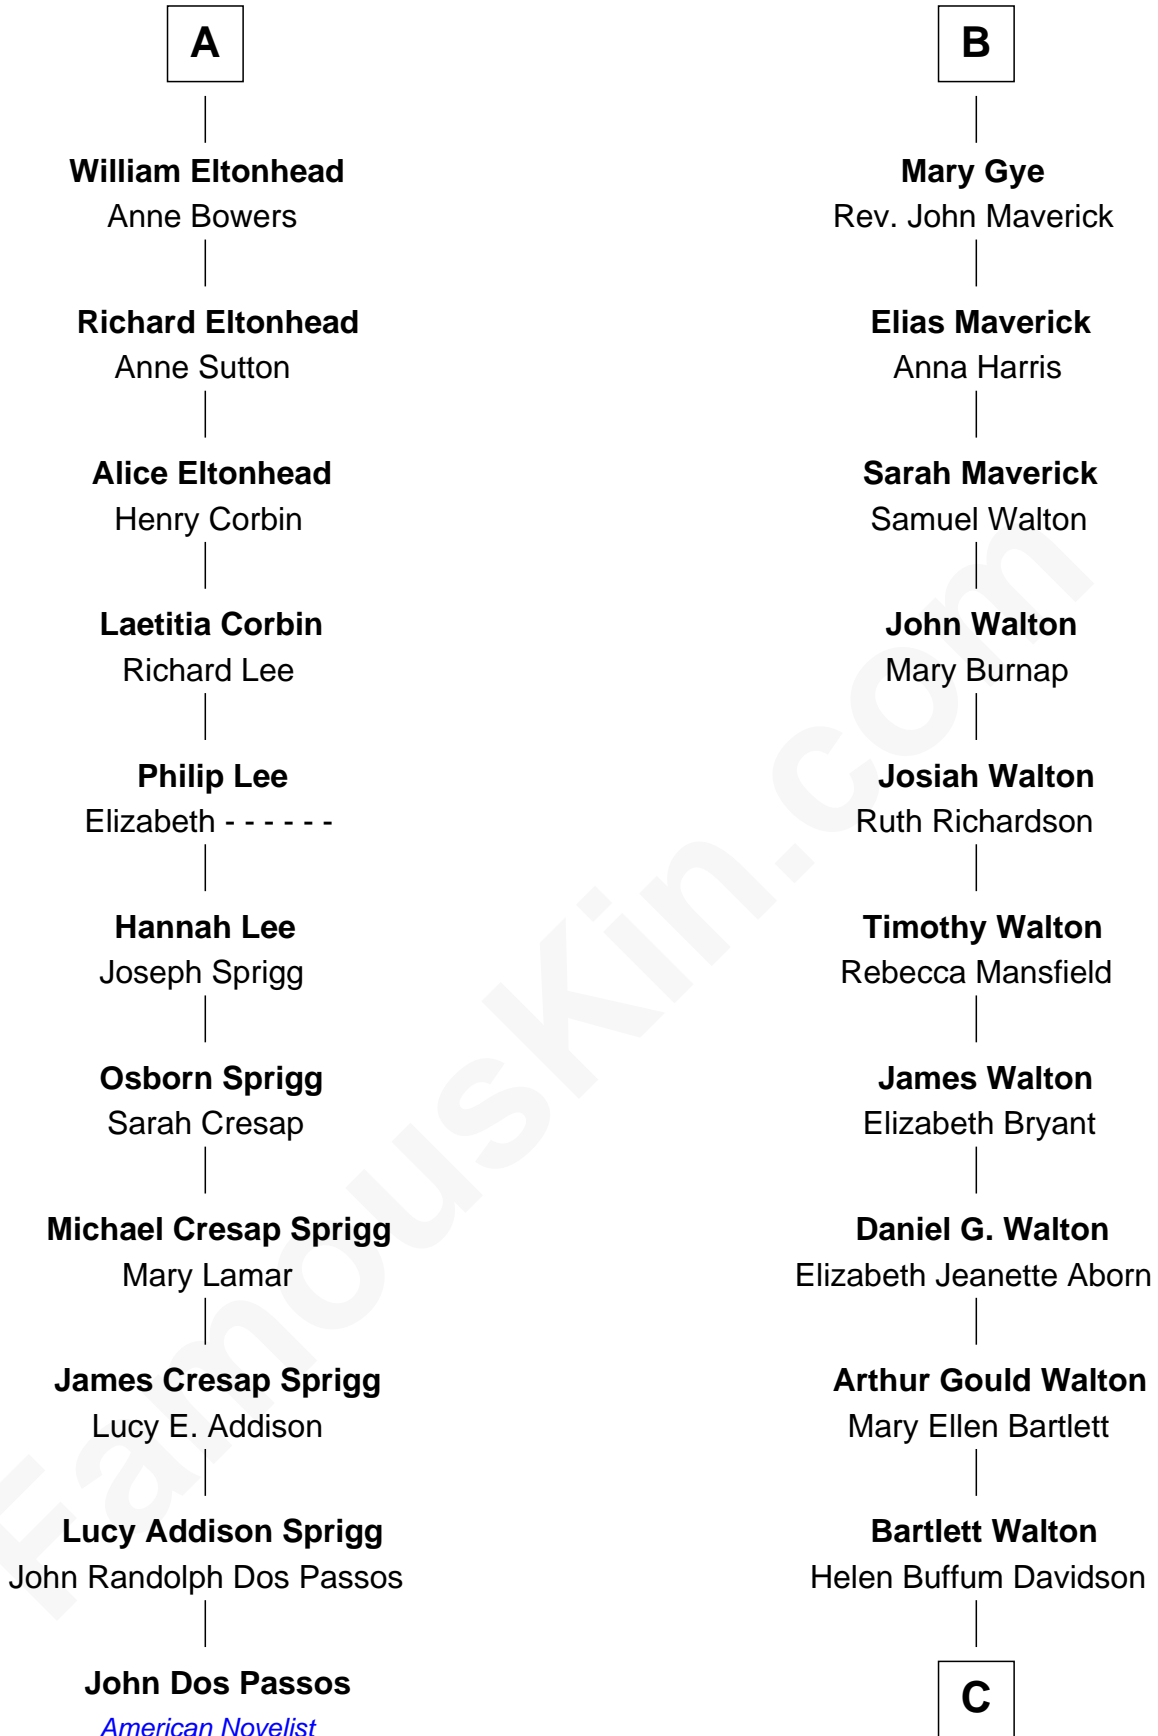 A
William Eltonhead
Anne Bowers
Richard Eltonhead
Anne Sutton
Alice Eltonhead
Henry Corbin
Laetitia Corbin
Richard Lee
Philip Lee
Elizabeth - - - - - -
Hannah Lee
Joseph Sprigg
Osborn Sprigg
Sarah Cresap
Michael Cresap Sprigg
Mary Lamar
James Cresap Sprigg
Lucy E. Addison
Lucy Addison Sprigg
John Randolph Dos Passos
John Dos Passos
American Novelist
B
Mary Gye
Rev. John Maverick
Elias Maverick
Anna Harris
Sarah Maverick
Samuel Walton
John Walton
Mary Burnap
Josiah Walton
Ruth Richardson
Timothy Walton
Rebecca Mansfield
James Walton
Elizabeth Bryant
Daniel G. Walton
Elizabeth Jeanette Aborn
Arthur Gould Walton
Mary Ellen Bartlett
Bartlett Walton
Helen Buffum Davidson
C
FamousKin.com